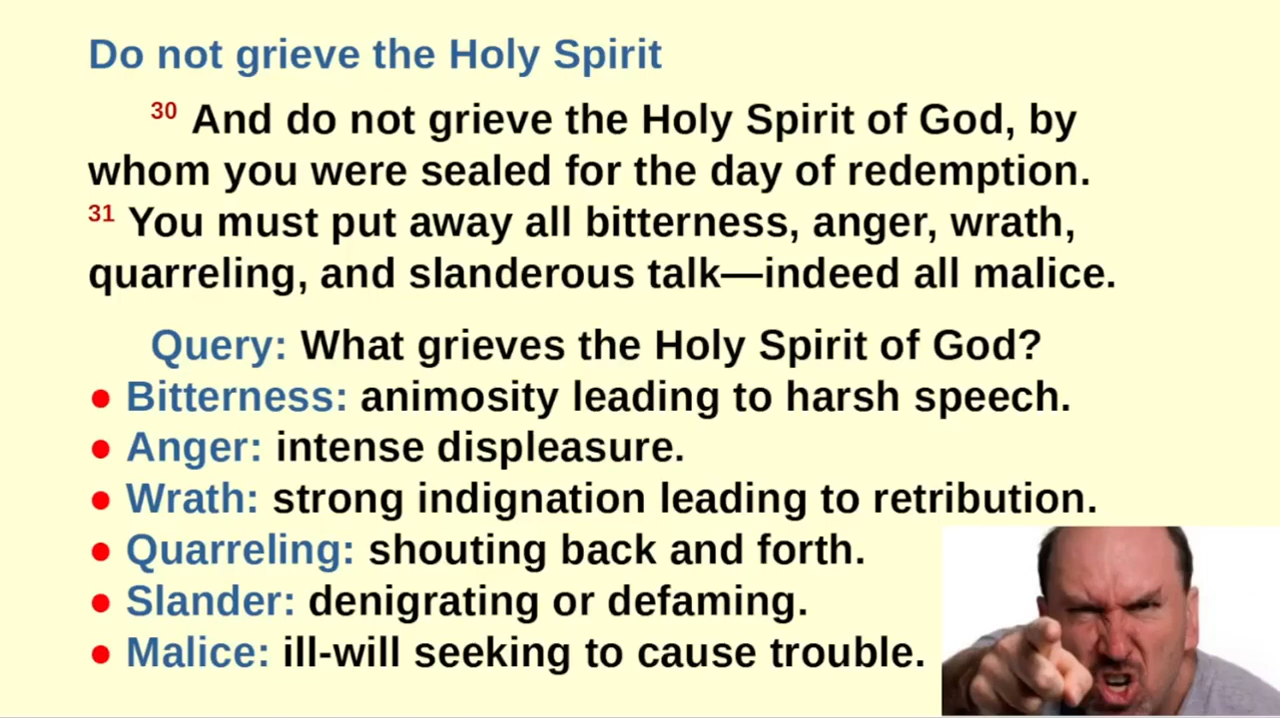 Do not grieve the Holy Spirit
30 And do not grieve the Holy Spirit of God, by
whom you were sealed for the day of redemption.
31 You must put away all bitterness, anger, wrath,
quarreling, and slanderous talk—indeed all malice.
Query: What grieves the Holy Spirit of God?
● Bitterness: animosity leading to harsh speech.
● Anger: intense displeasure.
● Wrath: strong indignation leading to retribution.
● Quarreling: shouting back and forth.
● Slander: denigrating or defaming.
● Malice: ill-will seeking to cause trouble.